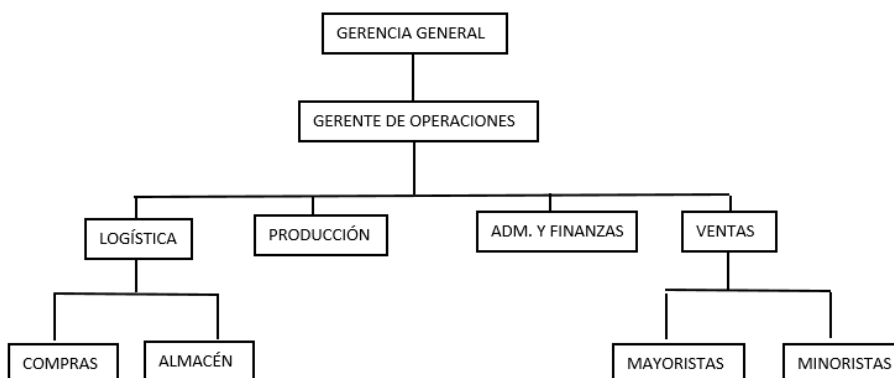 GERENCIA GENERAL
GERENTE DE OPERACIONES
LOGÍSTICA
PRODUCCIÓN
ADM. Y FINANZAS
VENTAS
COMPRAS
ALMACÉN
MAYORISTAS
MINORISTAS